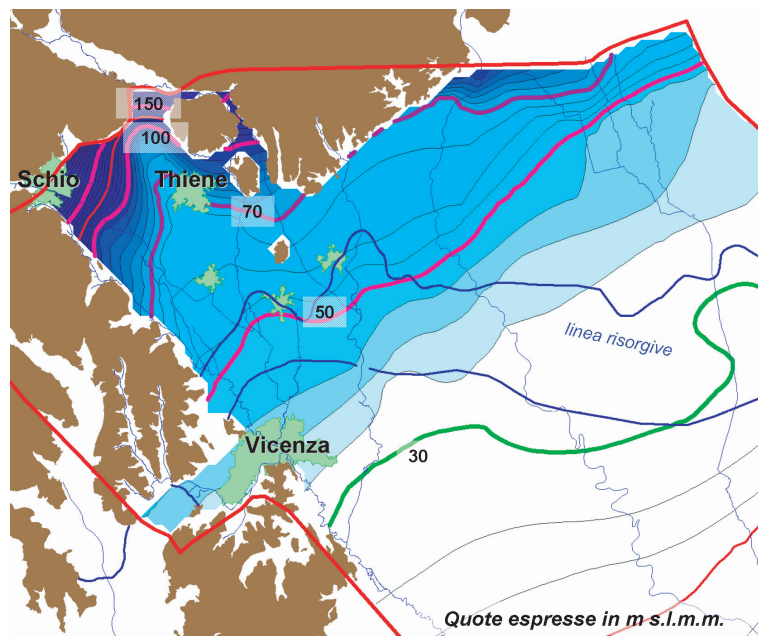 150
100
Schio
Thiene
70
50
linea risorgive
Vicenza
30
Quote espresse in m s.l.m.m.